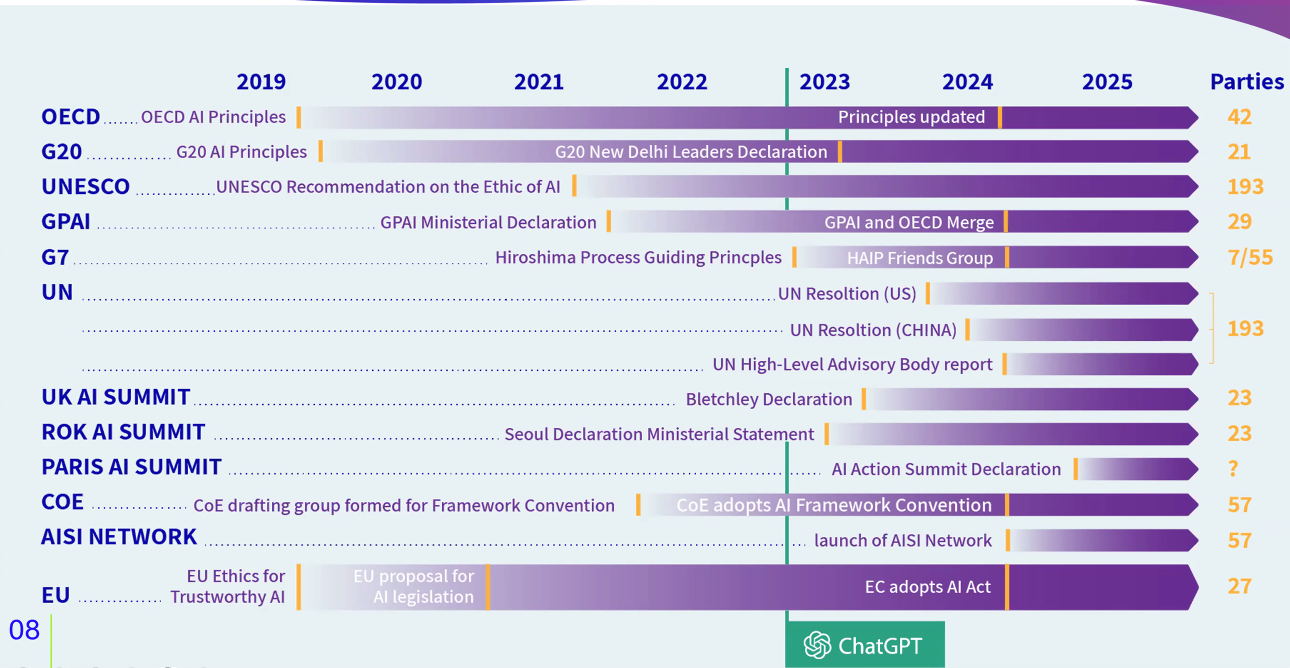 2019 2020 2021 2022 2023 2024 2025 Parties
OECD OECD AI Principles Principles updated 42
G20 G20 AI Principles G20 New Delhi Leaders Declaration 21
UNESCO UNESCO Recommendation on the Ethic of AI 193
GPAI GPAI Ministerial Declaration GPAI and OECD Merge 29
G7 Hiroshima Process Guiding Princples HAIP Friends Group 7/55
UN UN Resoltion (US)
UN Resoltion (CHINA) 193
UN High-Level Advisory Body report
UK AI SUMMIT Bletchley Declaration 23
ROK AI SUMMIT Seoul Declaration Ministerial Statement 23
PARIS AI SUMMIT AI Action Summit Declaration ?
COE CoE drafting group formed for Framework Convention CoE adopts AI Framework Convention 57
AISI NETWORK launch of AISI Network 57
EU EU Ethics for EU proposal for
Trustworthy AI AI legislation EC adopts AI Act 27
08
ChatGPT